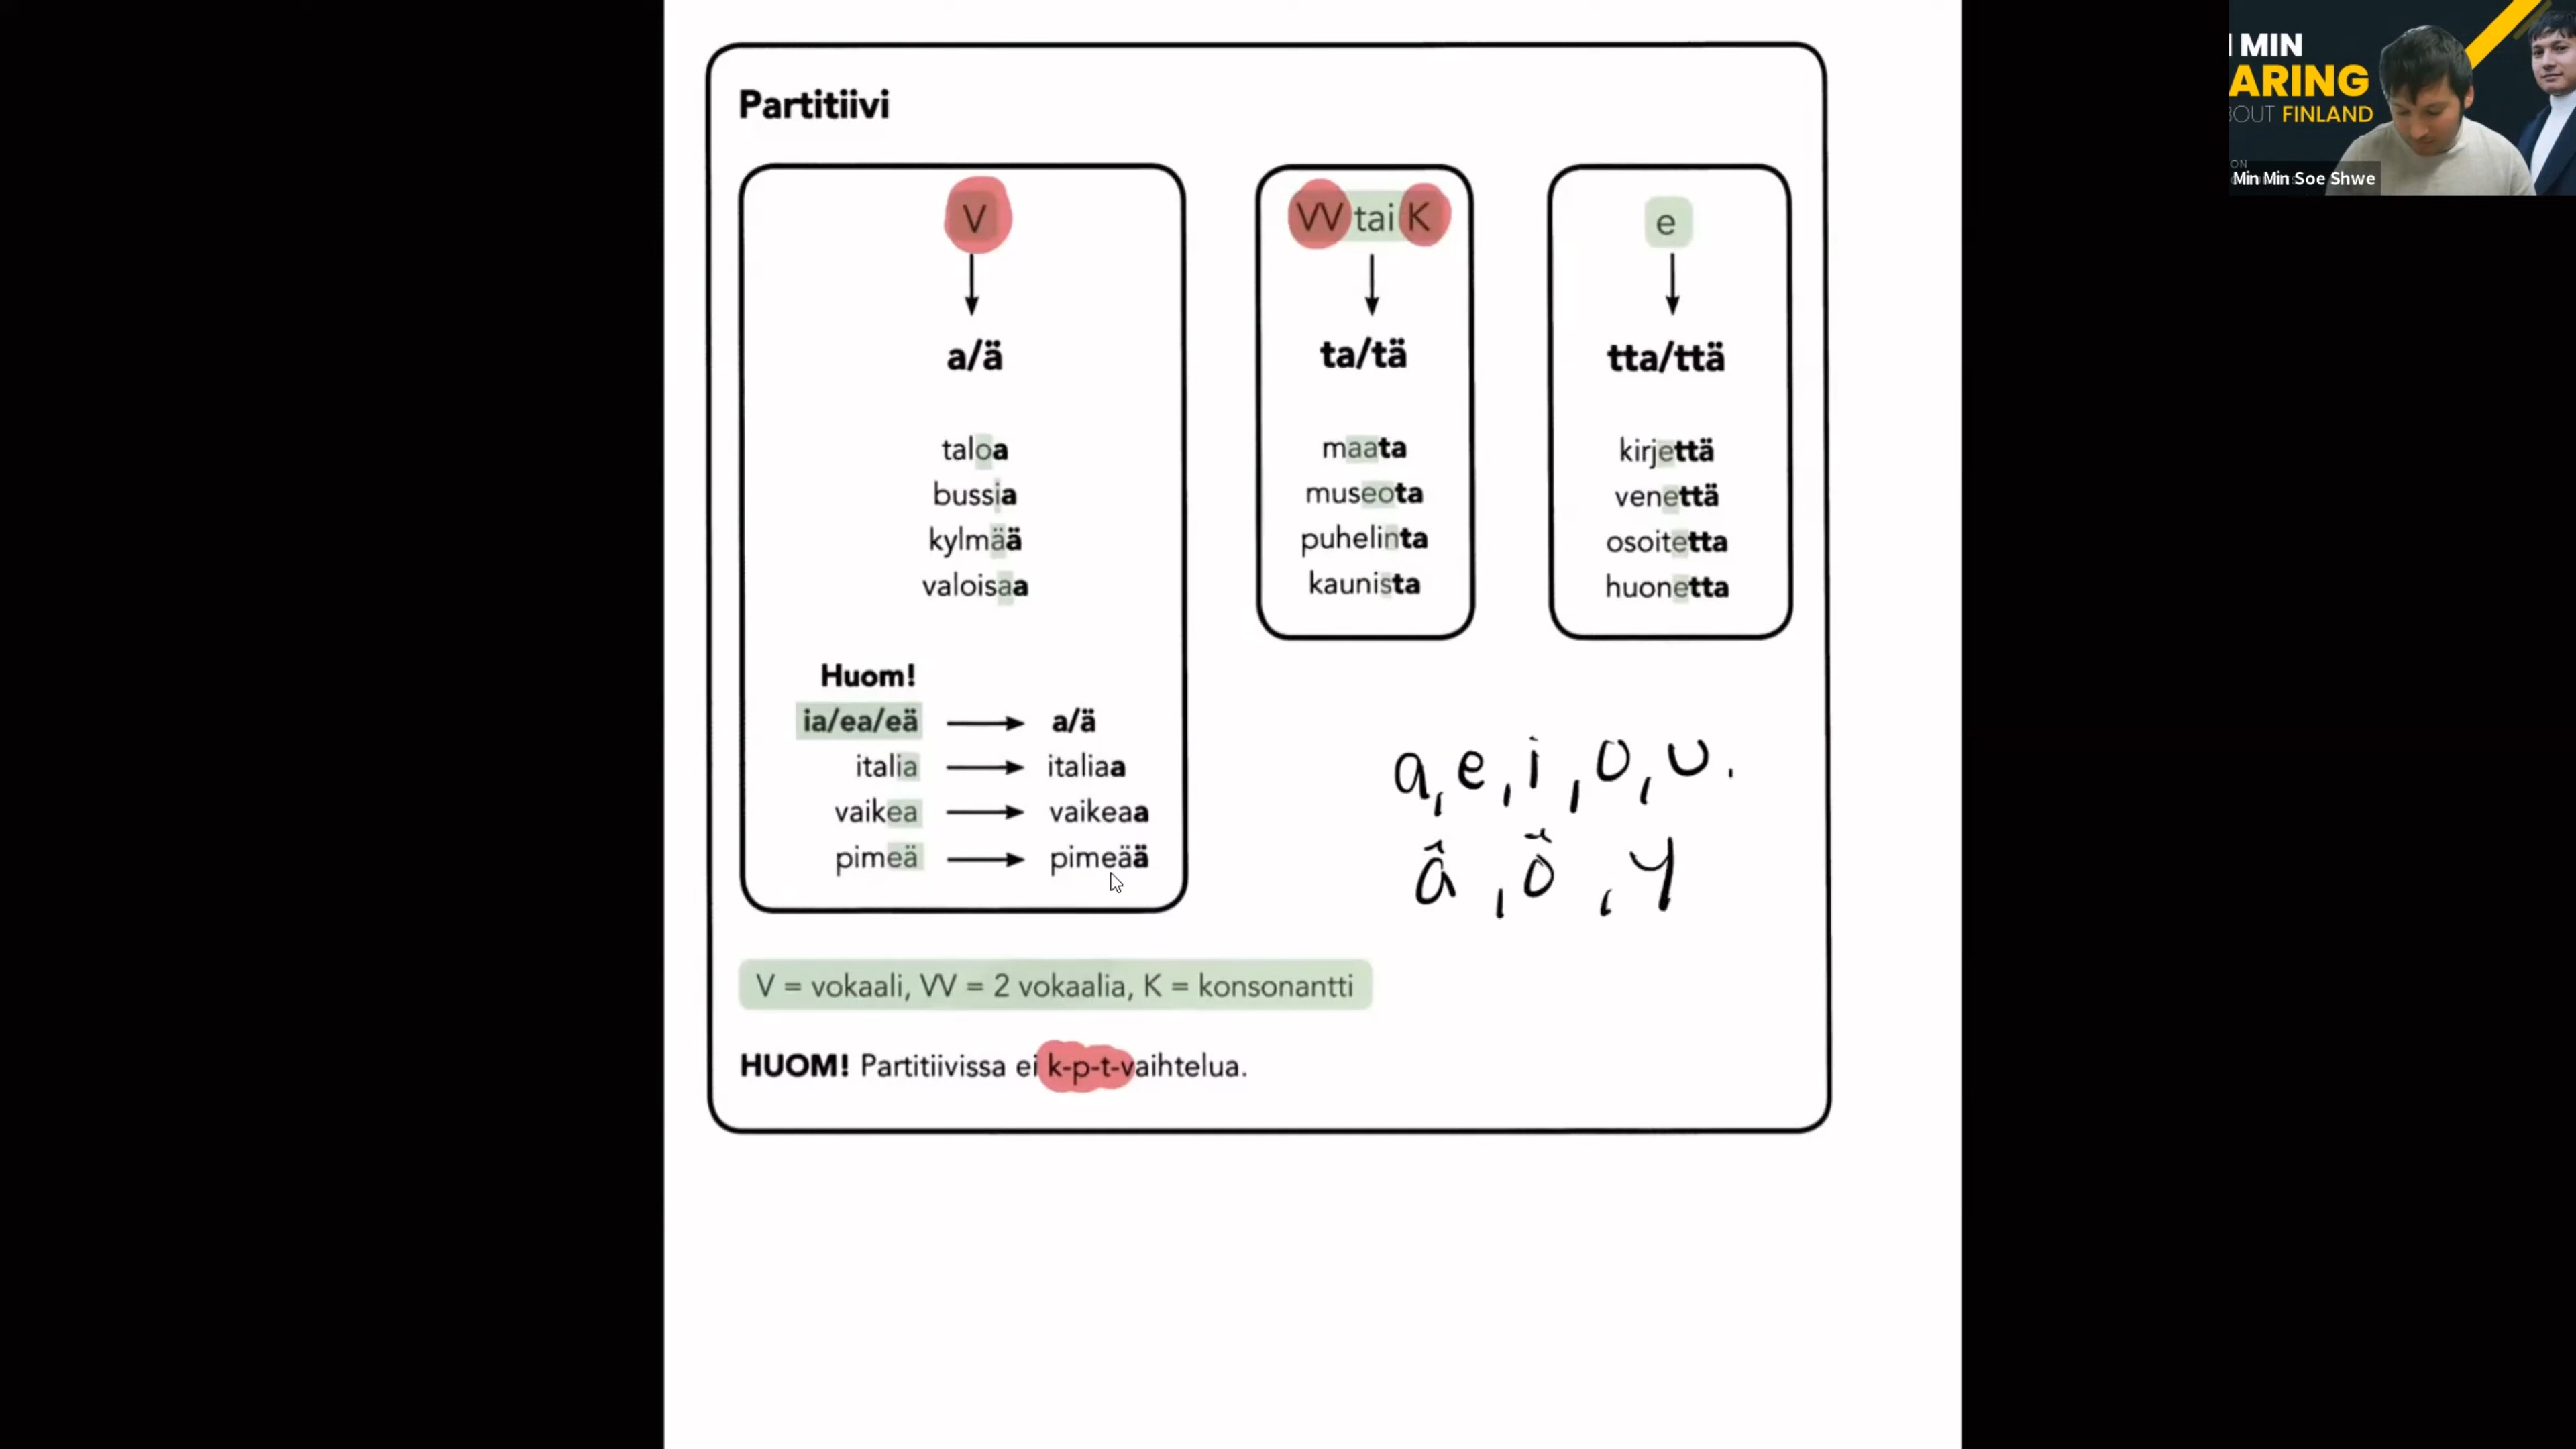 Partitiivi
V
a/ä
taloa
bussia
kylmää
valoisaa
Huom!
ia/ea/eä → a/ä
italia → italiaa
vaikea → vaikeaa
pimeä → pimeää
VV tai K
ta/tä
maata
museota
puhelinta
kaunista
e
tta/ttä
kirjettä
venettä
osoitetta
huonetta
a, e, i, o, u.
ä, ö, y
V = vokaali, VV = 2 vokaalia, K = konsonantti
HUOM! Partitiivissa ei k-p-t-vaihtelua.
MIN
ARING
BOUT FINLAND
ON
Min Min Soe Shwe